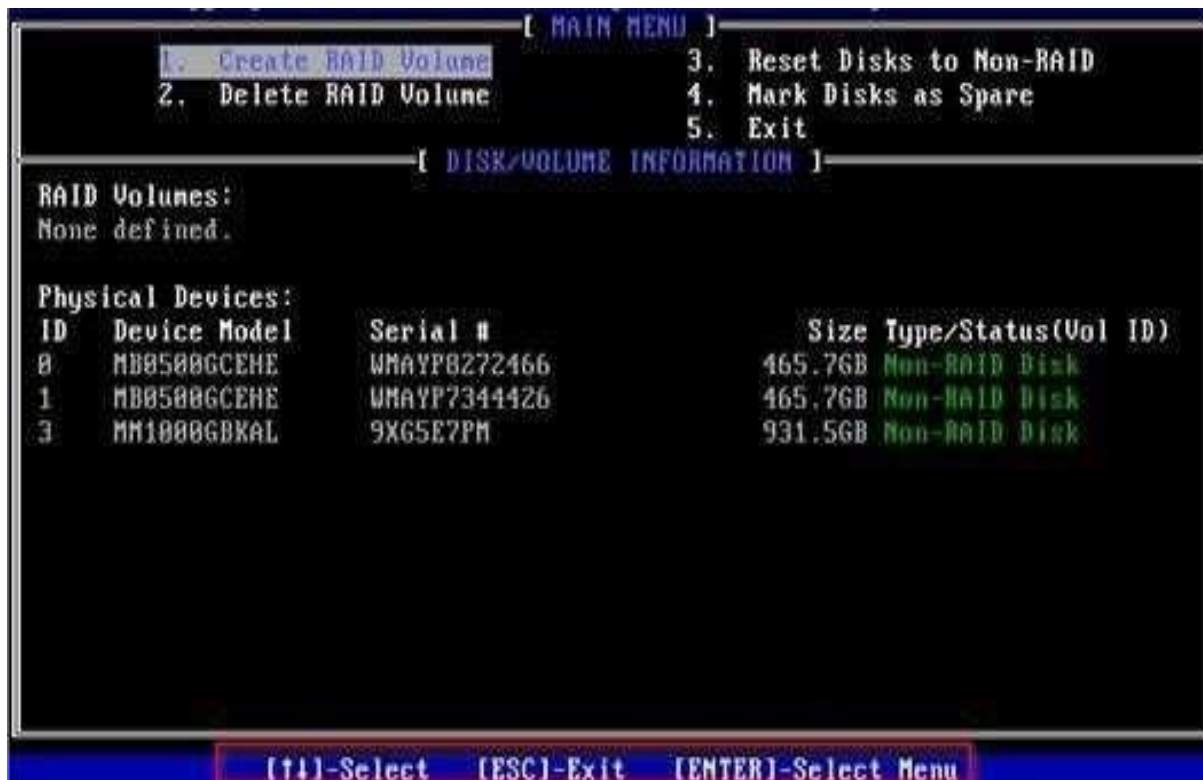 [ MAIN MENU ]
1. Create RAID Volume
2. Delete RAID Volume
3. Reset Disks to Non-RAID
4. Mark Disks as Spare
5. Exit
[ DISK/VOLUME INFORMATION ]
RAID Volumes:
None defined.
Physical Devices:
ID Device Model Serial # Size Type/Status(Vol ID)
0 MB0500GCEHE WMAYP8272466 465.7GB Non-RAID Disk
1 MB0500GCEHE WMAYP7344426 465.7GB Non-RAID Disk
3 MM1000GBKAL 9XG5E7PM 931.5GB Non-RAID Disk
[↑↓]-Select [ESC]-Exit [ENTER]-Select Menu